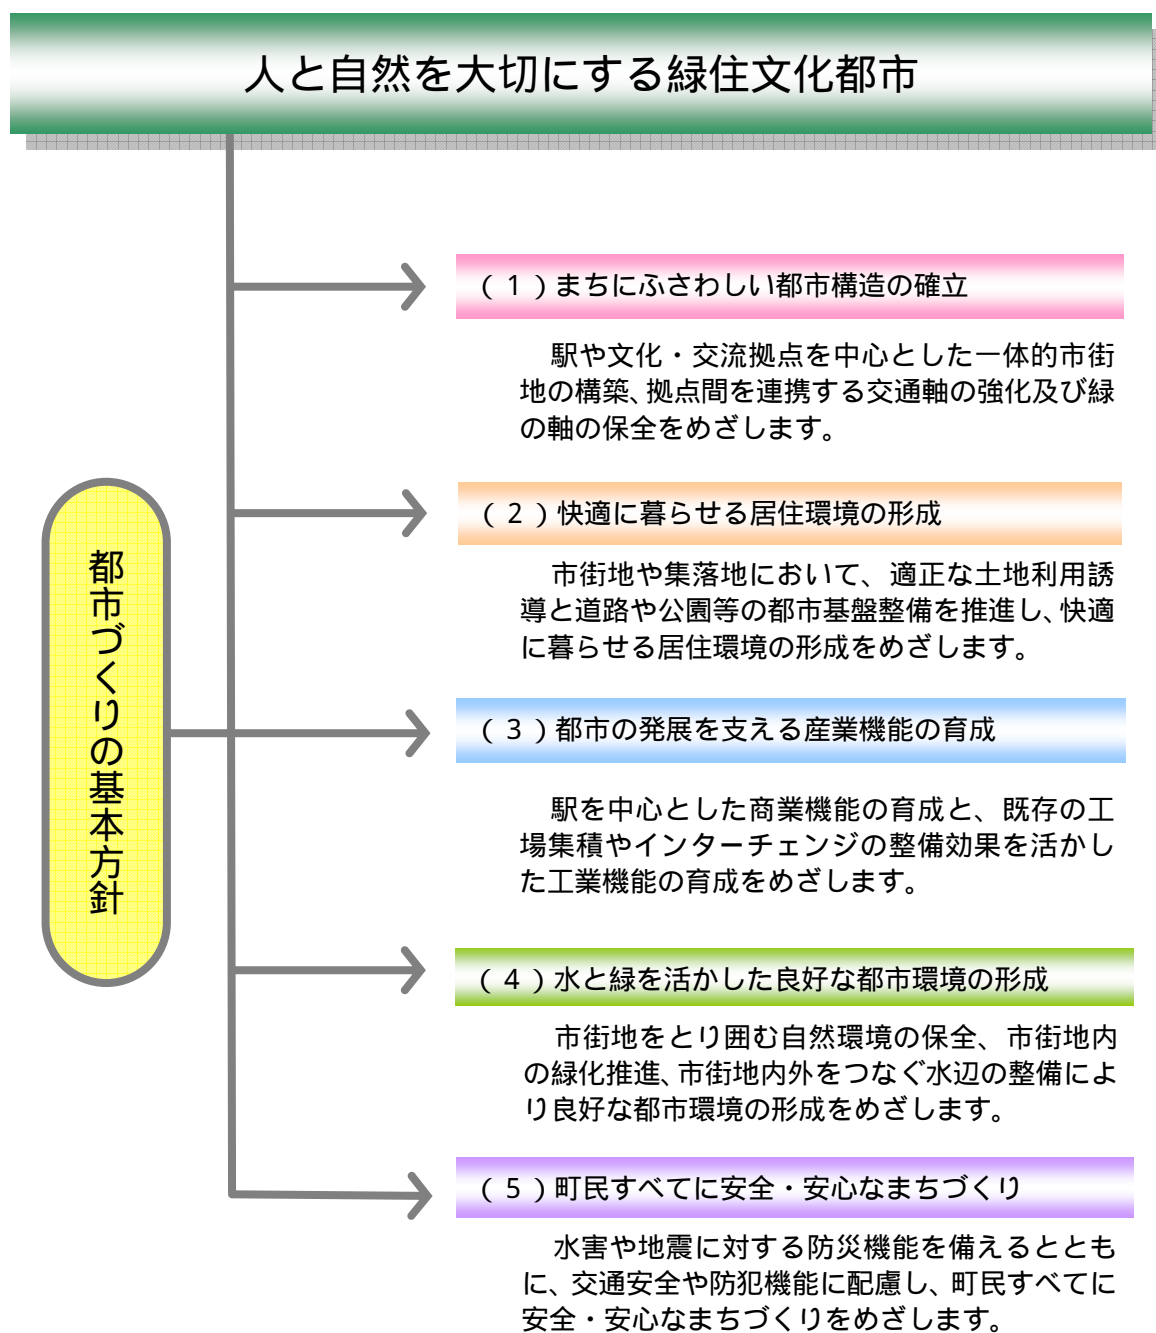 人と自然を大切にする緑住文化都市
都市づくりの基本方針
（１）まちにふさわしい都市構造の確立
駅や文化・交流拠点を中心とした一体的市街
地の構築、拠点間を連携する交通軸の強化及び緑
の軸の保全をめざします。
（２）快適に暮らせる居住環境の形成
市街地や集落地において、適正な土地利用誘
導と道路や公園等の都市基盤整備を推進し、快適
に暮らせる居住環境の形成をめざします。
（３）都市の発展を支える産業機能の育成
駅を中心とした商業機能の育成と、既存の工
場集積やインターチェンジの整備効果を活かし
た工業機能の育成をめざします。
（４）水と緑を活かした良好な都市環境の形成
市街地をとり囲む自然環境の保全、市街地内
の緑化推進、市街地内外をつなぐ水辺の整備によ
り良好な都市環境の形成をめざします。
（５）町民すべてに安全・安心なまちづくり
水害や地震に対する防災機能を備えるととも
に、交通安全や防犯機能に配慮し、町民すべてに
安全・安心なまちづくりをめざします。